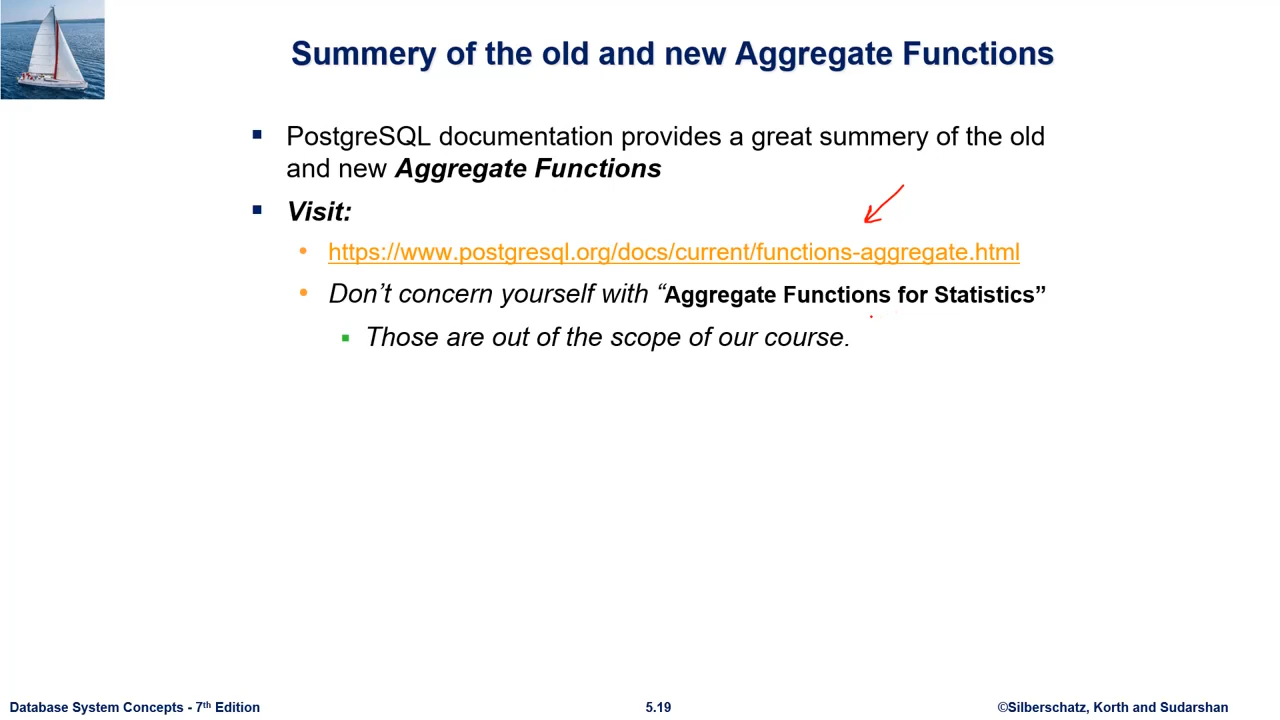 Summery of the old and new Aggregate Functions
PostgreSQL documentation provides a great summery of the old
and new Aggregate Functions
Visit:
https://www.postgresql.org/docs/current/functions-aggregate.html
Don’t concern yourself with “Aggregate Functions for Statistics”
Those are out of the scope of our course.
Database System Concepts - 7th Edition
5.19
©Silberschatz, Korth and Sudarshan